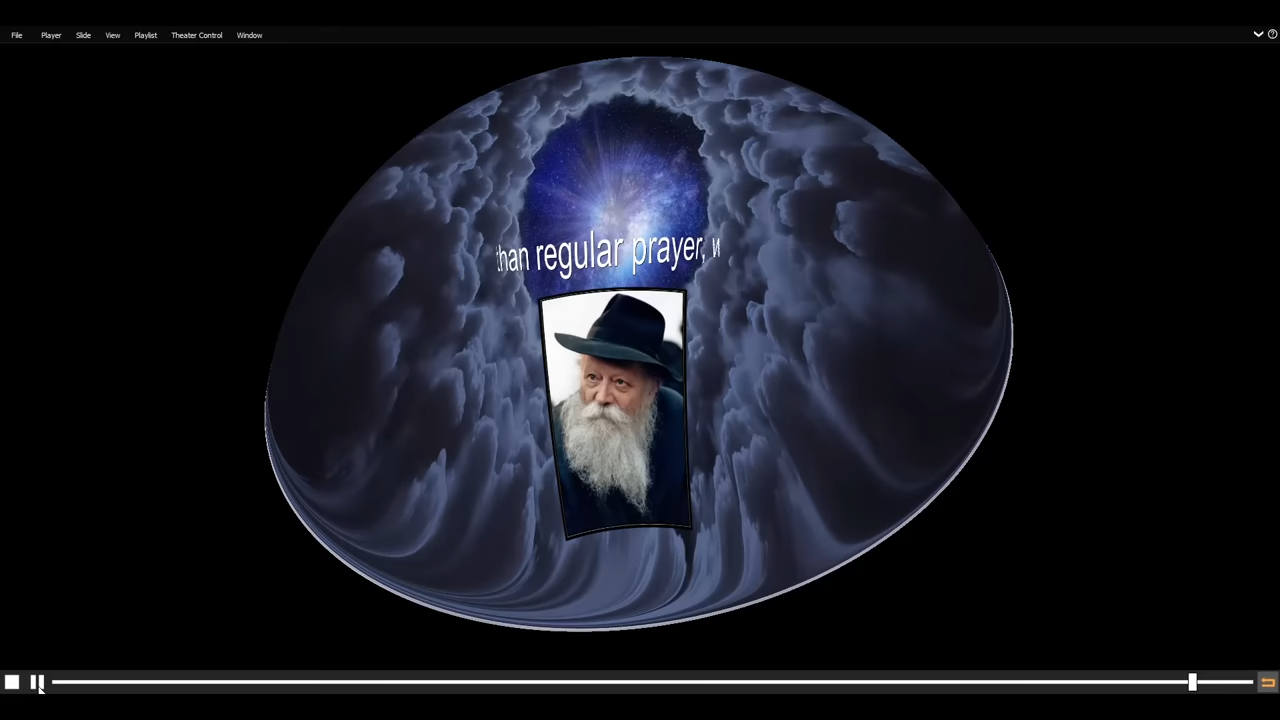 File Player Slide View Playlist Theater Control Window
than regular prayer,